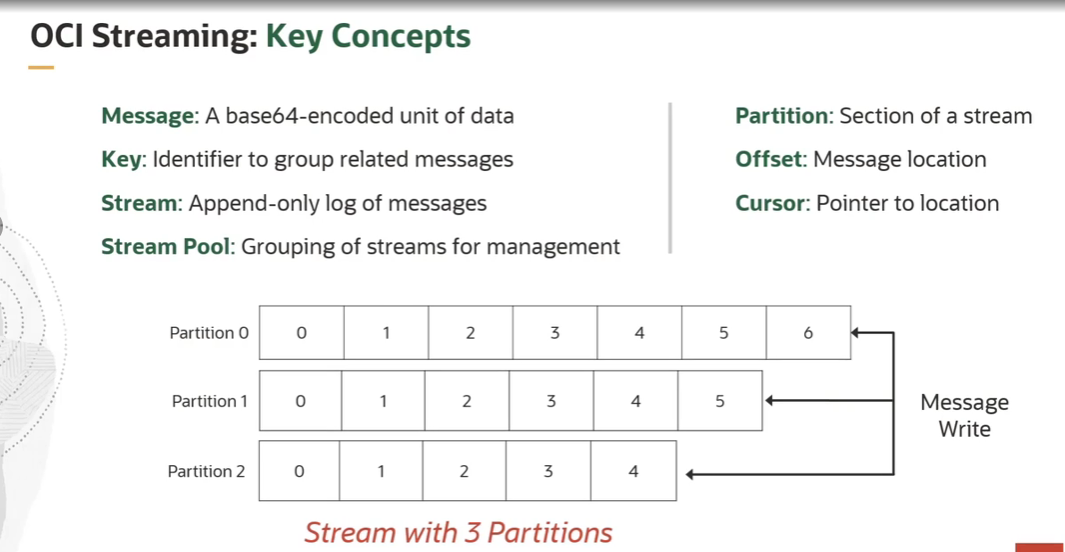 OCI Streaming: Key Concepts
Message: A base64-encoded unit of data
Key: Identifier to group related messages
Stream: Append-only log of messages
Stream Pool: Grouping of streams for management
Partition: Section of a stream
Offset: Message location
Cursor: Pointer to location
Partition 0 0 1 2 3 4 5 6
Partition 1 0 1 2 3 4 5
Partition 2 0 1 2 3 4
Message
Write
Stream with 3 Partitions